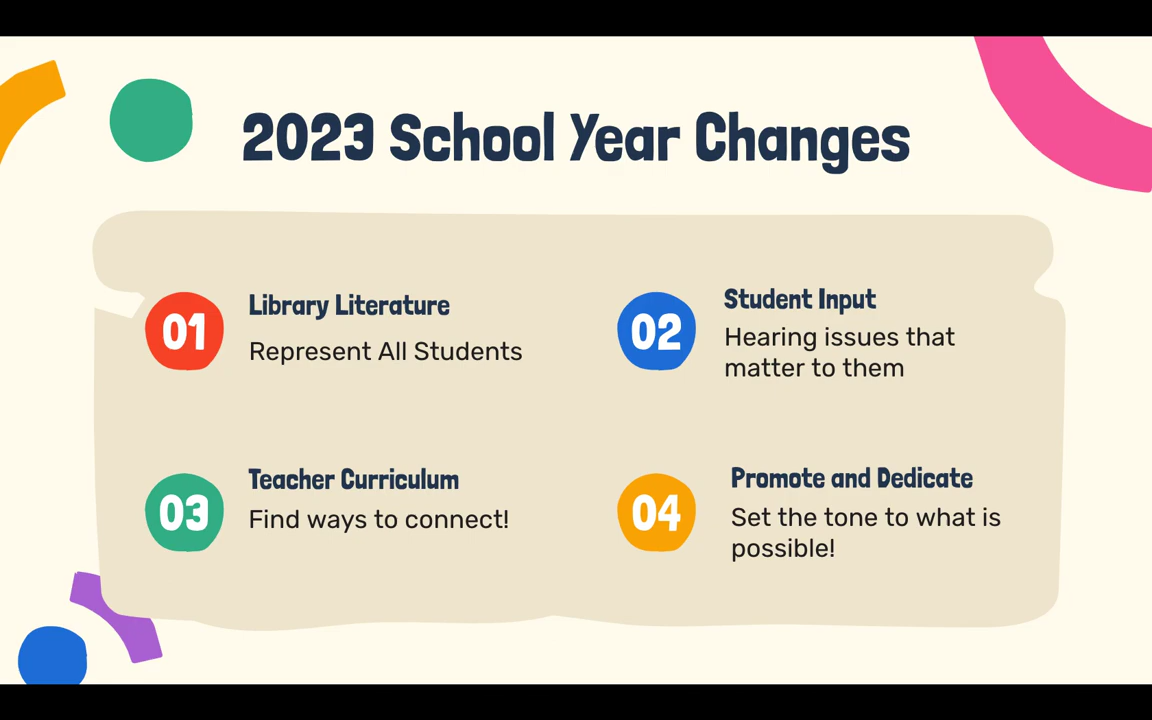 2023 School Year Changes
01
Library Literature
Represent All Students
02
Student Input
Hearing issues that
matter to them
03
Teacher Curriculum
Find ways to connect!
04
Promote and Dedicate
Set the tone to what is
possible!